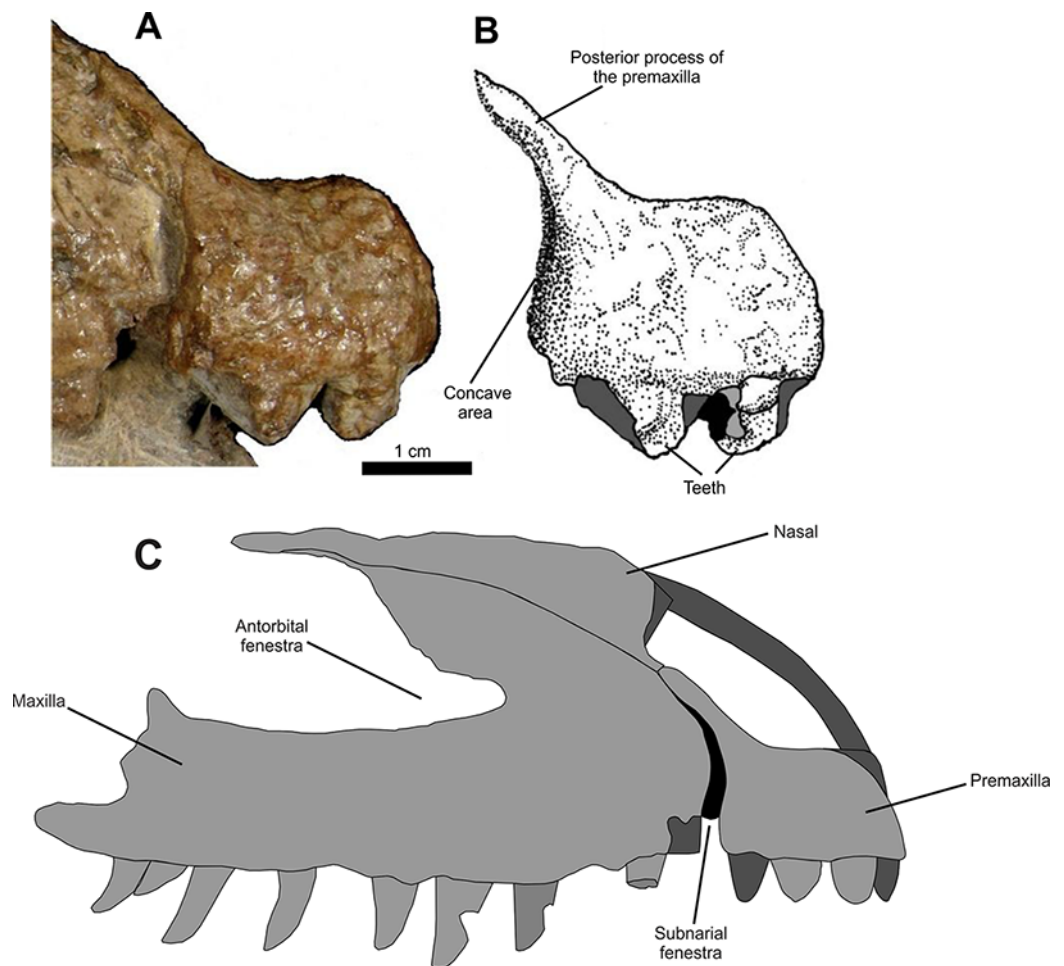 A
B
Posterior process of
the premaxilla
Concave
area
1 cm
Teeth
C
Nasal
Antorbital
fenestra
Maxilla
Premaxilla
Subnarial
fenestra